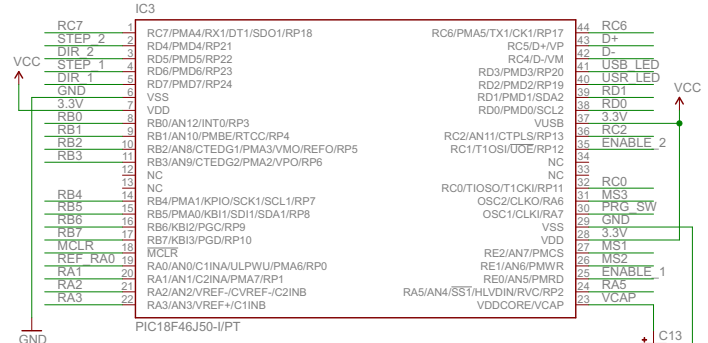 IC3
RC7 1 RC7/PMA4/RX1/DT1/SDO1/RP18 RC6/PMA5/TX1/CK1/RP17 44 RC6
STEP_2 2 RD4/PMD4/RP21 RC5/D+/VP 43 D+
DIR_2 3 RD5/PMD5/RP22 RC4/D-/VM 42 D-
VCC STEP_1 4 RD6/PMD6/RP23 RD3/PMD3/RP20 41 USB_LED
DIR_1 5 RD7/PMD7/RP24 RD2/PMD2/RP19 40 USR_LED
GND 6 VSS RD1/PMD1/SDA2 39 RD1 VCC
3.3V 7 VDD RD0/PMD0/SCL2 38 RD0
RB0 8 RB0/AN12/INT0/RP3 VUSB 37 3.3V
RB1 9 RB1/AN10/PMBE/RTCC/RP4 RC2/AN11/CTPLS/RP13 36 RC2
RB2 10 RB2/AN8/CTEDG1/PMA3/VMO/REFO/RP5 RC1/T1OSI/UOE/RP12 35 ENABLE_2
RB3 11 RB3/AN9/CTEDG2/PMA2/VPO/RP6 NC 34
12 NC NC 33
13 NC RC0/TIOSO/T1CKI/RP11 32 RC0
RB4 14 RB4/PMA1/KPIO/SCK1/SCL1/RP7 OSC2/CLKO/RA6 31 MS3
RB5 15 RB5/PMA0/KBI1/SDI1/SDA1/RP8 OSC1/CLKI/RA7 30 PRG_SW
RB6 16 RB6/KBI2/PGC/RP9 VSS 29 GND
RB7 17 RB7/KBI3/PGD/RP10 VDD 28 3.3V
MCLR 18 MCLR RE2/AN7/PMCS 27 MS1
REF_RA0 19 RA0/AN0/C1INA/ULPWU/PMA6/RP0 RE1/AN6/PMWR 26 MS2
RA1 20 RA1/AN1/C2INA/PMA7/RP1 RE0/AN5/PMRD 25 ENABLE_1
RA2 21 RA2/AN2/VREF-/CVREF-/C2INB RA5/AN4/SS1/HLVDIN/RVC/RP2 24 RA5
RA3 22 RA3/AN3/VREF+/C1INB VDDCORE/VCAP 23 VCAP
PIC18F46J50-I/PT
GND + C13